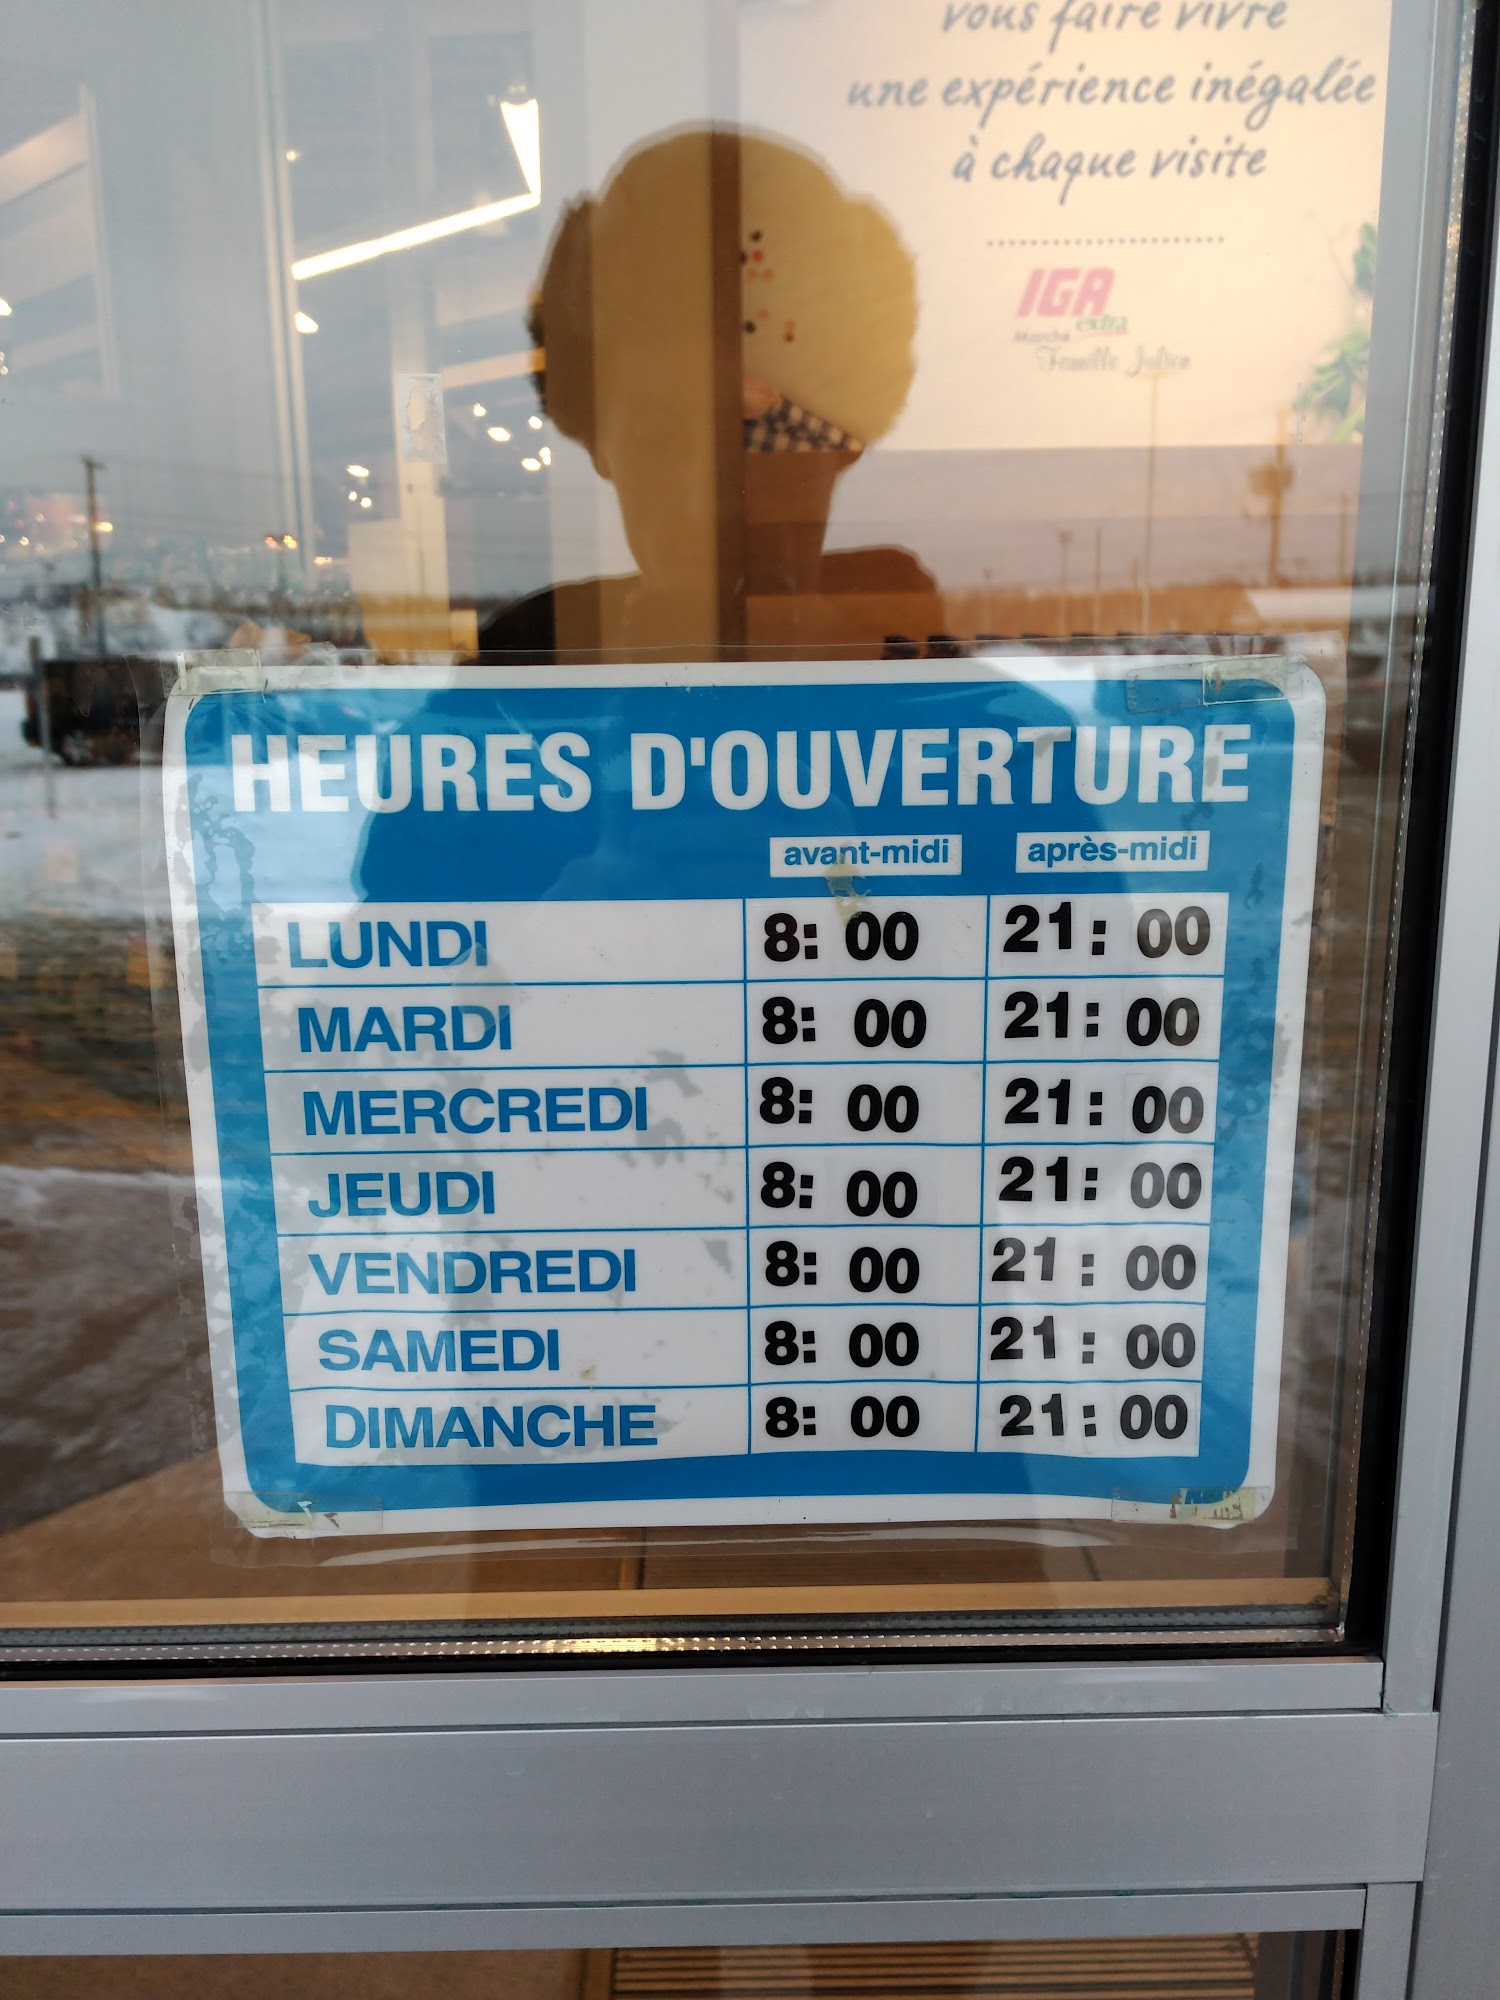 vous faire vivre
une expérience inégalée
à chaque visite
IGA
extra
Marché
Famille Julien
HEURES D'OUVERTURE
avant-midi après-midi
LUNDI 8: 00 21: 00
MARDI 8: 00 21: 00
MERCREDI 8: 00 21: 00
JEUDI 8: 00 21: 00
VENDREDI 8: 00 21: 00
SAMEDI 8: 00 21: 00
DIMANCHE 8: 00 21: 00